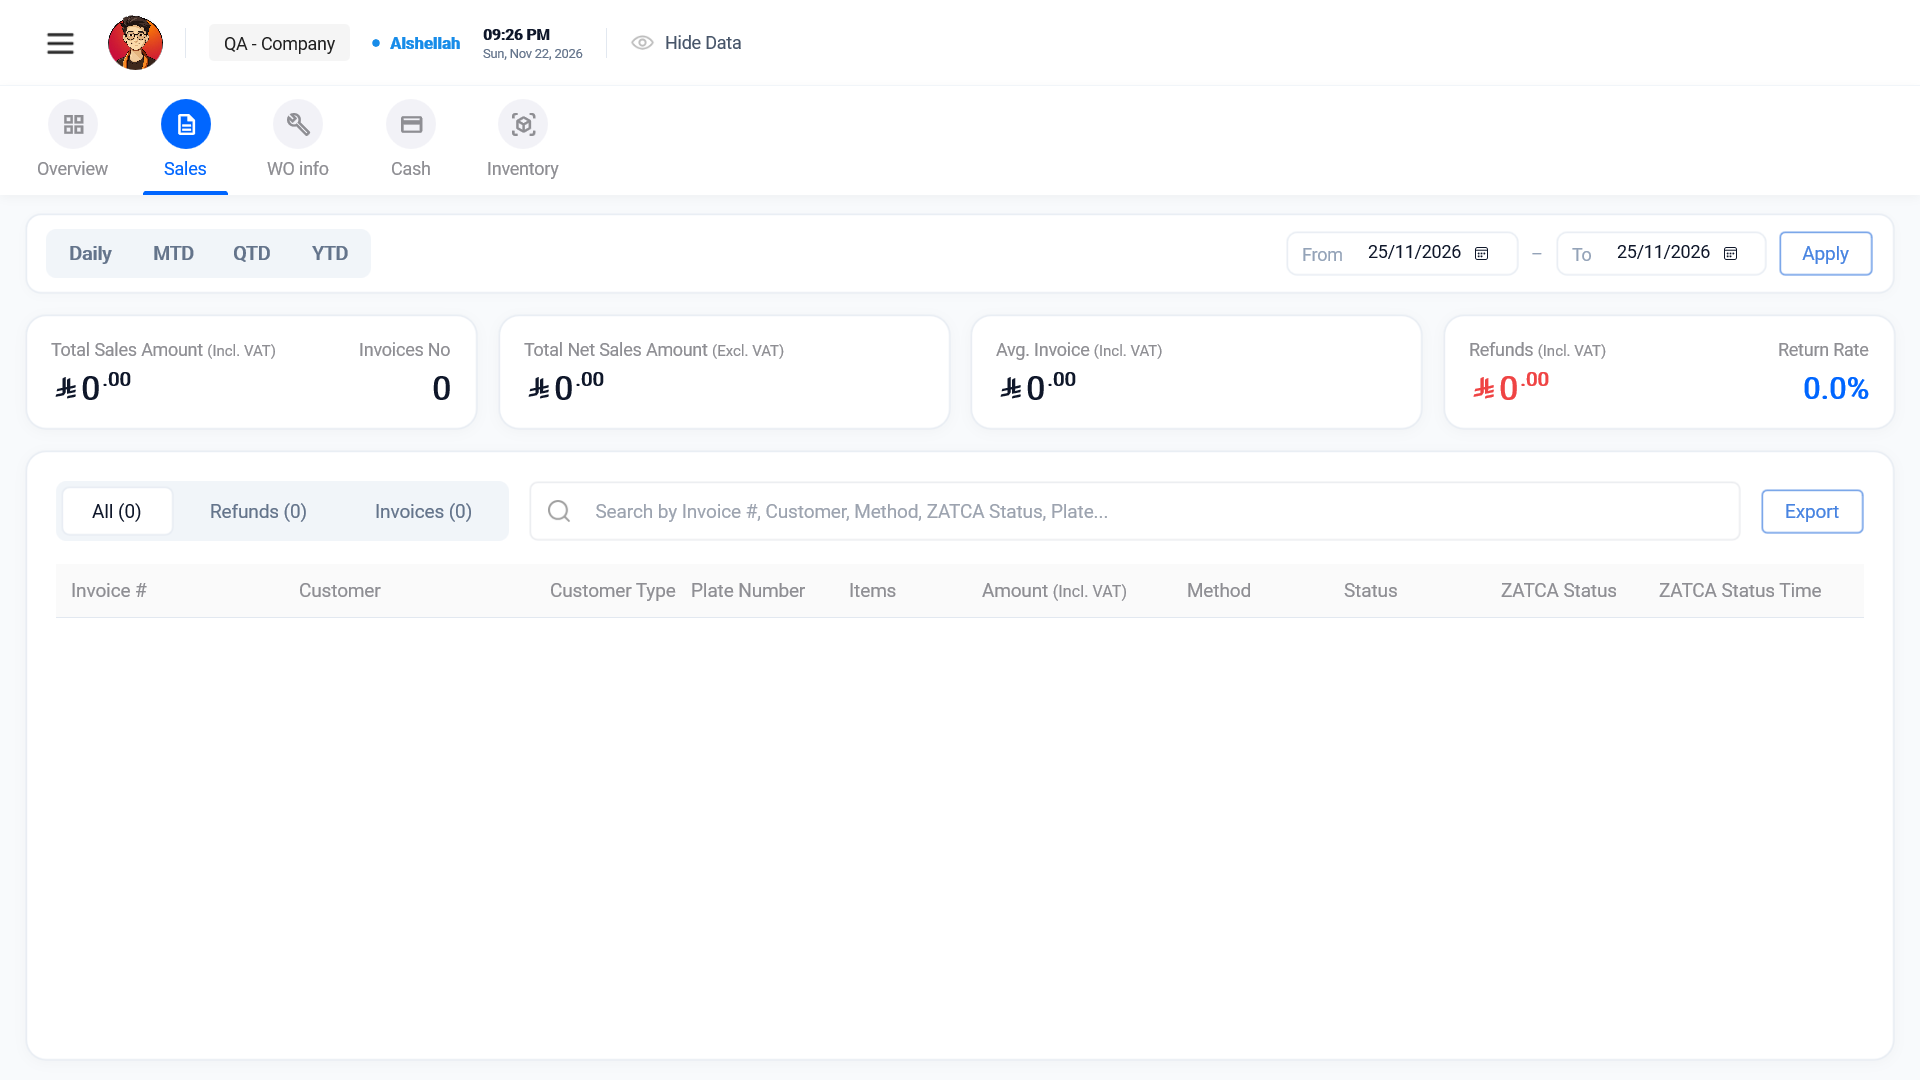 QA - Company
Alshellah
09:26 PM
Sun, Nov 22, 2026
Hide Data
Overview
Sales
WO info
Cash
Inventory
Daily MTD QTD YTD
From 25/11/2026 – To 25/11/2026 Apply
Total Sales Amount (Incl. VAT) Invoices No
0.00 0
Total Net Sales Amount (Excl. VAT)
0.00
Avg. Invoice (Incl. VAT)
0.00
Refunds (Incl. VAT) Return Rate
0.00 0.0%
All (0) Refunds (0) Invoices (0) Search by Invoice #, Customer, Method, ZATCA Status, Plate... Export
Invoice # Customer Customer Type Plate Number Items Amount (Incl. VAT) Method Status ZATCA Status ZATCA Status Time